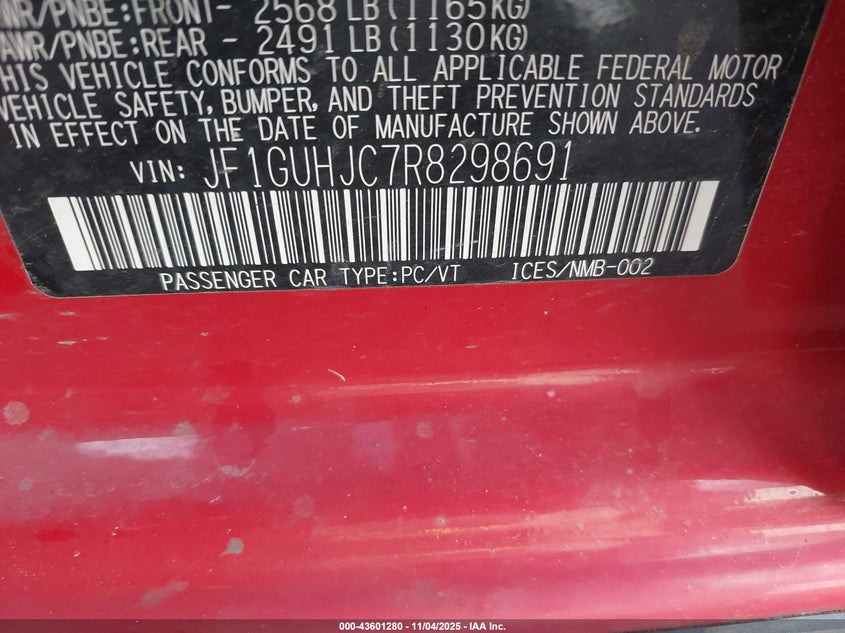 WR/PNBE:FRONT- 2568 LB(1165KG)
AWR/PNBE:REAR - 2491 LB(1130KG)
THIS VEHICLE CONFORMS TO ALL APPLICABLE FEDERAL MOTOR
VEHICLE SAFETY, BUMPER, AND THEFT PREVENTION STANDARDS
IN EFFECT ON THE DATE OF MANUFACTURE SHOWN ABOVE.
VIN: JF1GUHJC7R8298691
PASSENGER CAR TYPE:PC/VT ICES/NMB-002
000-43601280 - 11/04/2025 - IAA Inc.